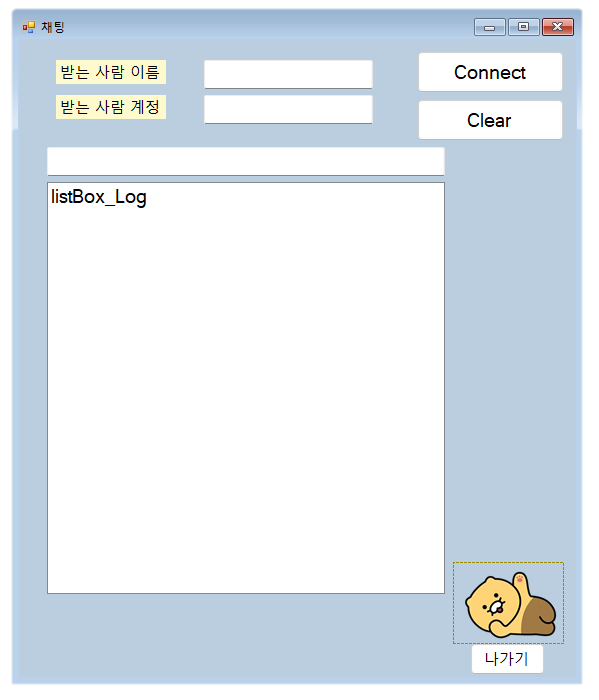 채팅
받는 사람 이름
Connect
받는 사람 계정
Clear
listBox_Log
나가기